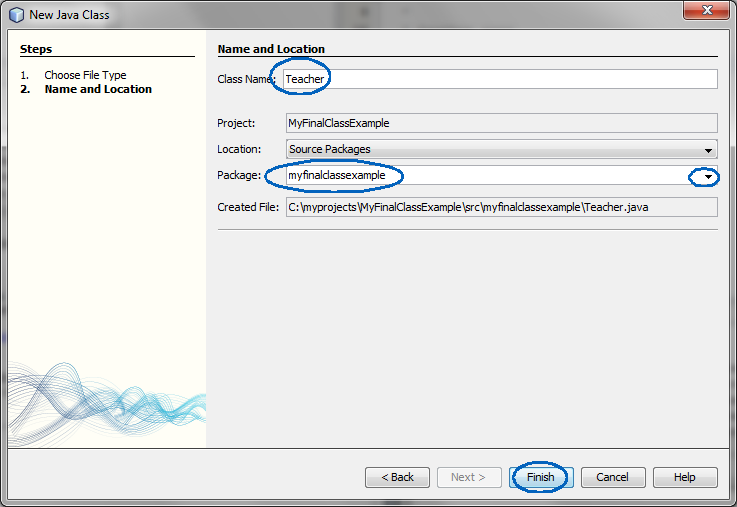 New Java Class
Steps
1. Choose File Type
2. Name and Location
Name and Location
Class Name: Teacher
Project: MyFinalClassExample
Location: Source Packages
Package: myfinalclassexample
Created File: C:\myprojects\MyFinalClassExample\src\myfinalclassexample\Teacher.java
< Back Next > Finish Cancel Help